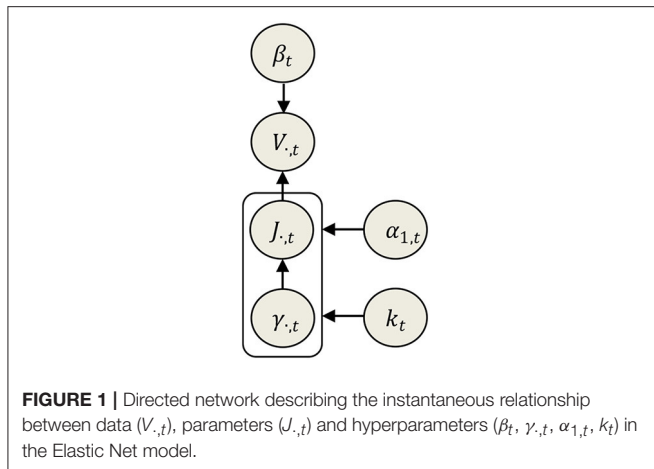 βₜ
V.,ₜ
J.,ₜ
α₁,ₜ
γ.,ₜ
kₜ
FIGURE 1 | Directed network describing the instantaneous relationship
between data (V.,ₜ), parameters (J.,ₜ) and hyperparameters (βₜ, γ.,ₜ, α₁,ₜ, kₜ) in
the Elastic Net model.